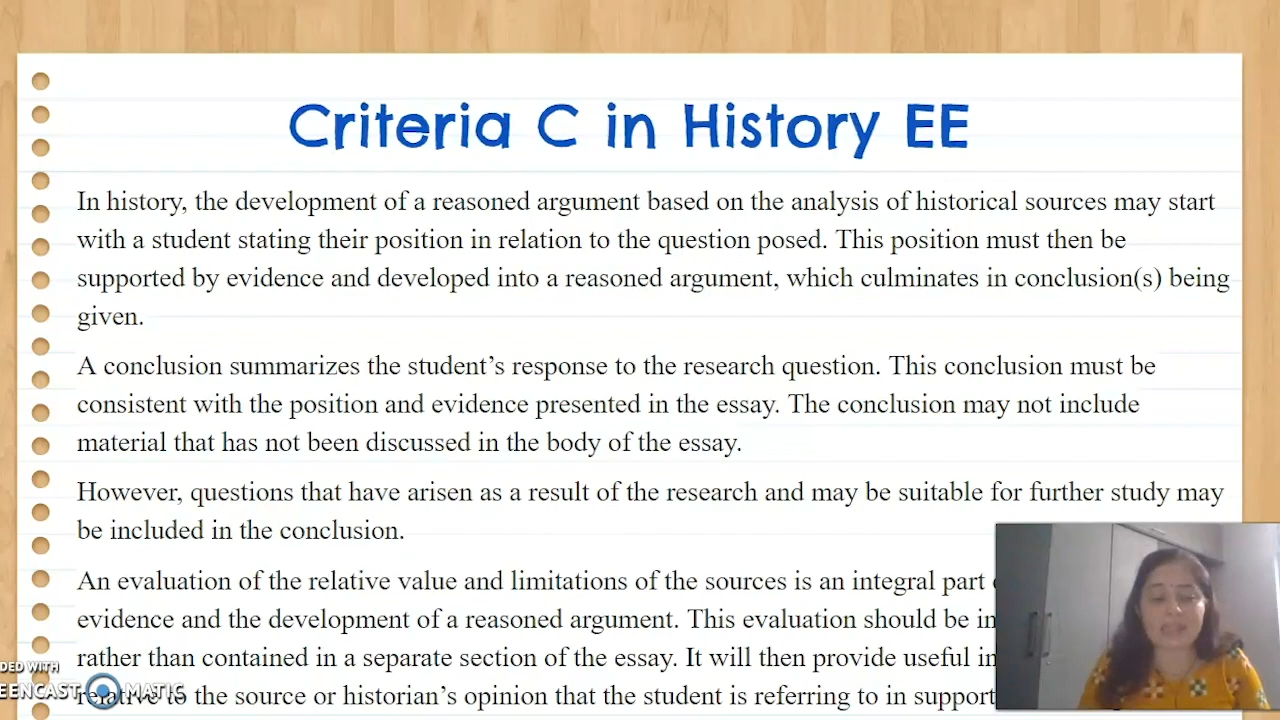 Criteria C in History EE
In history, the development of a reasoned argument based on the analysis of historical sources may start
with a student stating their position in relation to the question posed. This position must then be
supported by evidence and developed into a reasoned argument, which culminates in conclusion(s) being
given.
A conclusion summarizes the student’s response to the research question. This conclusion must be
consistent with the position and evidence presented in the essay. The conclusion may not include
material that has not been discussed in the body of the essay.
However, questions that have arisen as a result of the research and may be suitable for further study may
be included in the conclusion.
An evaluation of the relative value and limitations of the sources is an integral part
evidence and the development of a reasoned argument. This evaluation should be in
rather than contained in a separate section of the essay. It will then provide useful in
relative to the source or historian’s opinion that the student is referring to in support
DED WITH
EENCAST MATIC